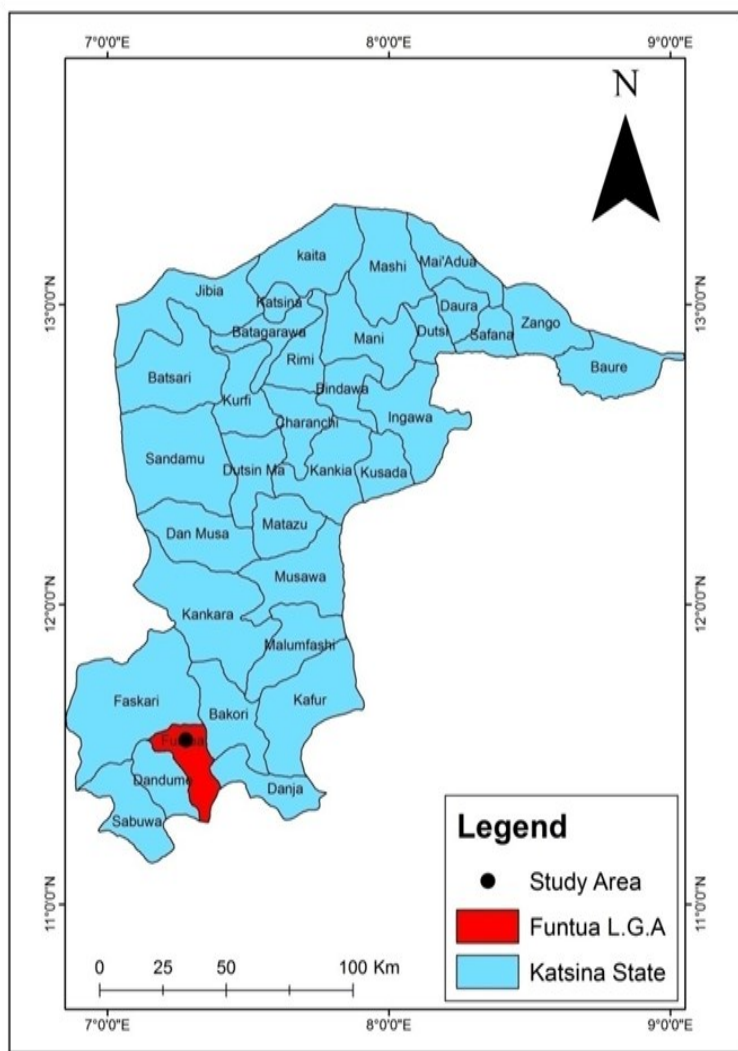 7°0'0"E
8°0'0"E
9°0'0"E
N
kaita
Mashi
Mai'Adua
Jibia
Katsina
Daura
13°0'0"N
13°0'0"N
Zango
Batagarawa
Mani
Dutsi
Safana
Rimi
Baure
Batsari
Bindawa
Kurfi
Ingawa
Charanchi
Sandamu
Dutsin Ma
Kankia
Kusada
Matazu
Dan Musa
Musawa
12°0'0"N
12°0'0"N
Kankara
Malumfashi
Faskari
Kafur
Bakori
Funtua
Dandume
Danja
Sabuwa
Legend
Study Area
Funtua L.G.A
Katsina State
11°0'0"N
11°0'0"N
0 25 50 100 Km
7°0'0"E
8°0'0"E
9°0'0"E